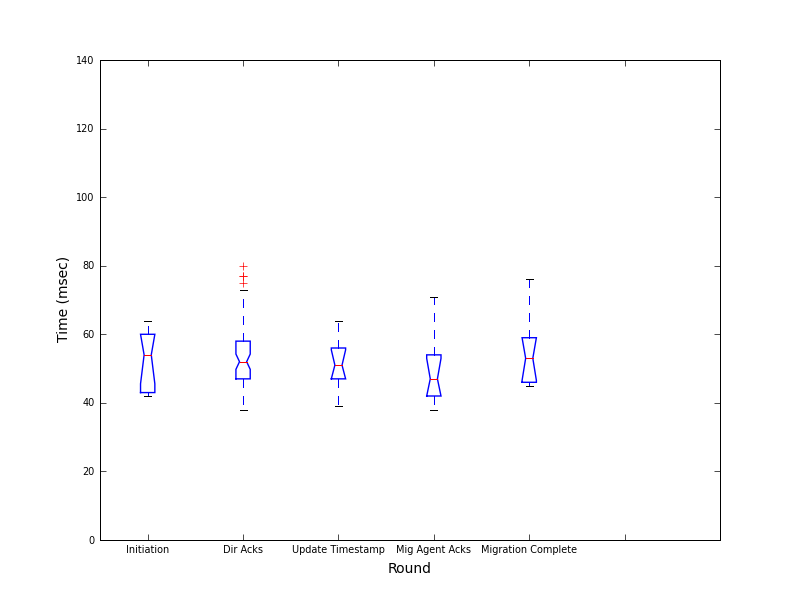 140
120
100
80
60
40
20
0
Time (msec)
Initiation Dir Acks Update Timestamp Mig Agent Acks Migration Complete
Round